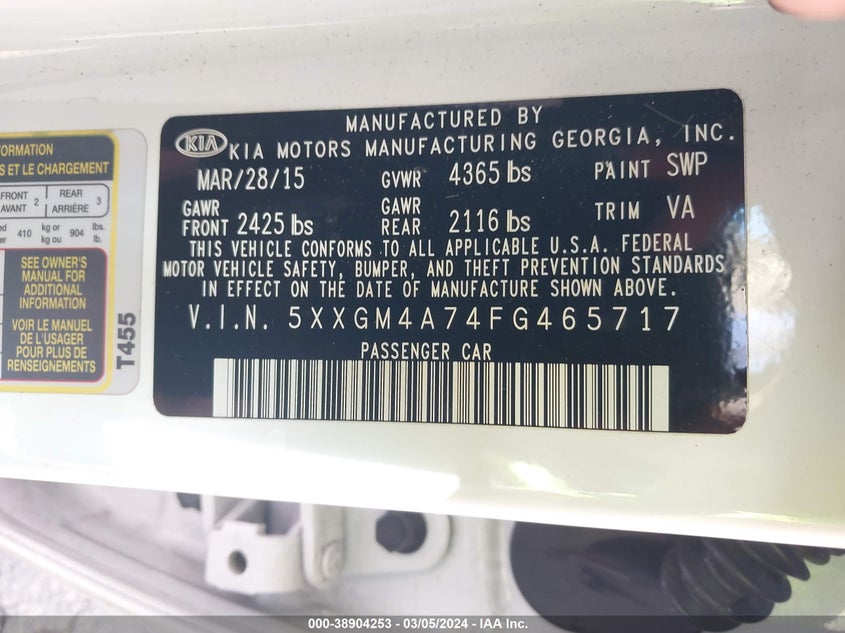 FORMATION
S ET LE CHARGEMENT
FRONT 2 REAR 3
AVANT ARRIÈRE
410 kg or 904 lbs.
kg ou lb.
SEE OWNER'S
MANUAL FOR
ADDITIONAL
INFORMATION
VOIR LE MANUEL
DE L'USAGER
POUR PLUS DE
RENSEIGNEMENTS
T455
MANUFACTURED BY
KIA KIA MOTORS MANUFACTURING GEORGIA, INC.
MAR/28/15 GVWR 4365 lbs PAINT SWP
GAWR FRONT 2425 lbs GAWR REAR 2116 lbs TRIM VA
THIS VEHICLE CONFORMS TO ALL APPLICABLE U.S.A. FEDERAL
MOTOR VEHICLE SAFETY, BUMPER, AND THEFT PREVENTION STANDARDS
IN EFFECT ON THE DATE OF MANUFACTURE SHOWN ABOVE.
V.I.N. 5XXGM4A74FG465717
PASSENGER CAR
000-38904253 - 03/05/2024 - IAA Inc.